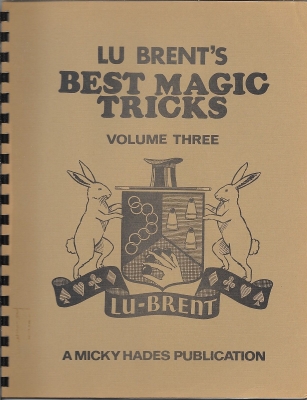 LU BRENT'S
BEST MAGIC
TRICKS
VOLUME THREE
LU-BRENT
A MICKY HADES PUBLICATION